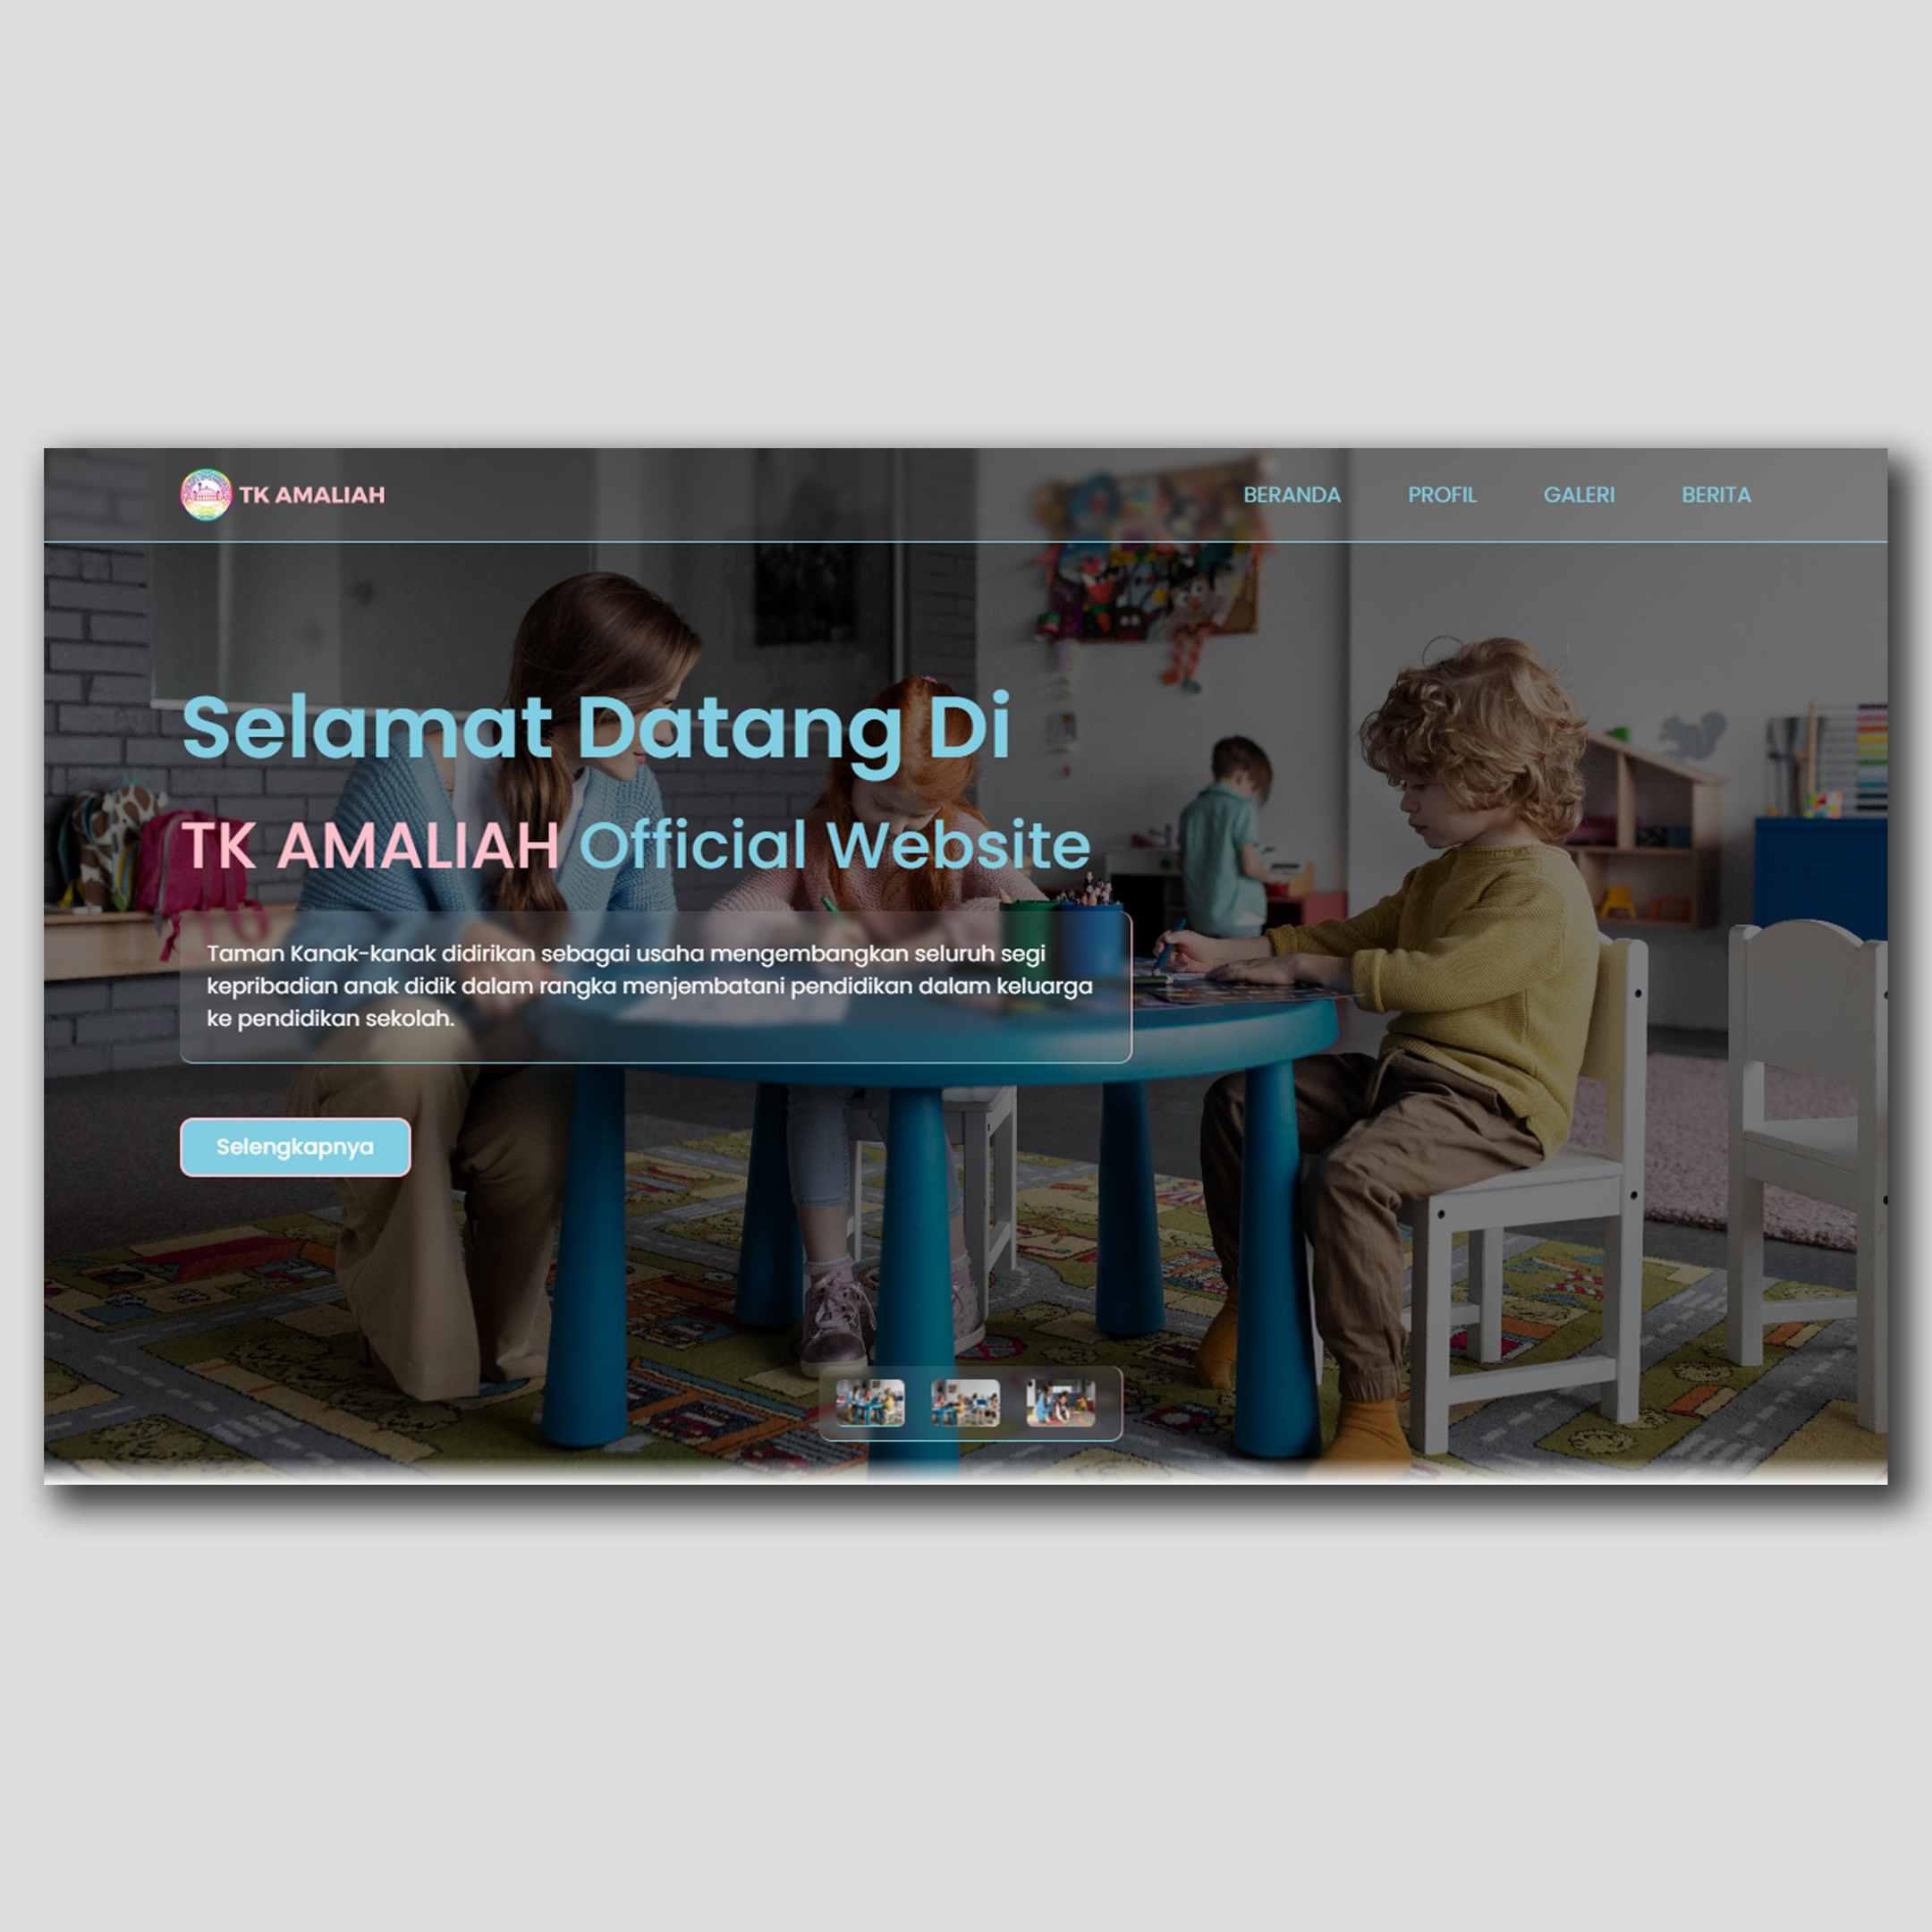 TK AMALIAH
BERANDA
PROFIL
GALERI
BERITA
Selamat Datang Di
TK AMALIAH Official Website
Taman Kanak-kanak didirikan sebagai usaha mengembangkan seluruh segi
kepribadian anak didik dalam rangka menjembatani pendidikan dalam keluarga
ke pendidikan sekolah.
Selengkapnya